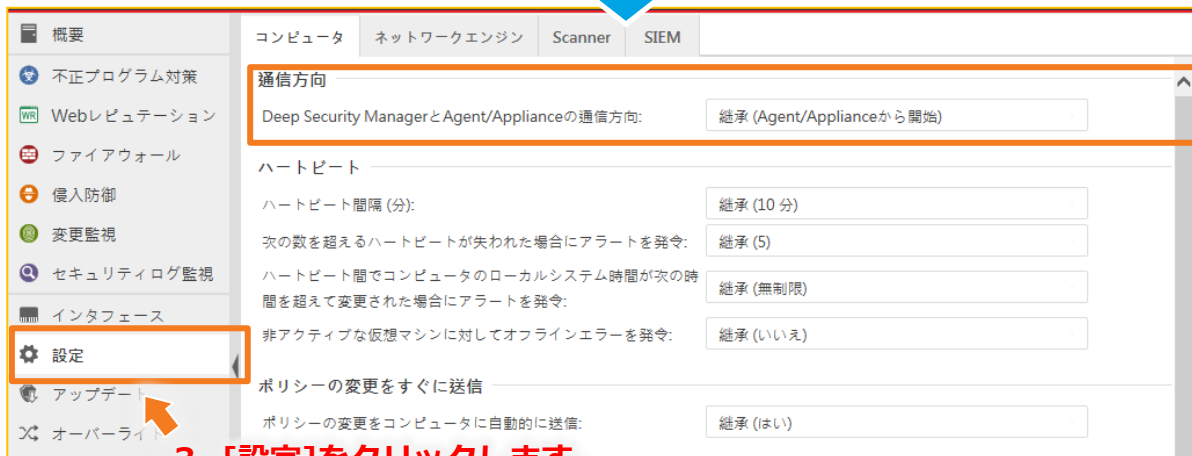 概要
不正プログラム対策
WR Webレピュテーション
ファイアウォール
侵入防御
変更監視
セキュリティログ監視
インタフェース
設定
アップデート
オーバーライ
コンピュータ ネットワークエンジン Scanner SIEM
通信方向
Deep Security ManagerとAgent/Applianceの通信方向: 継承 (Agent/Applianceから開始)
ハートビート
ハートビート間隔 (分): 継承 (10 分)
次の数を超えるハートビートが失われた場合にアラートを発令: 継承 (5)
ハートビート間でコンピュータのローカルシステム時間が次の時
間を超えて変更された場合にアラートを発令: 継承 (無制限)
非アクティブな仮想マシンに対してオフラインエラーを発令: 継承 (いいえ)
ポリシーの変更をすぐに送信
ポリシーの変更をコンピュータに自動的に送信: 継承 (はい)
[設定]をクリックします